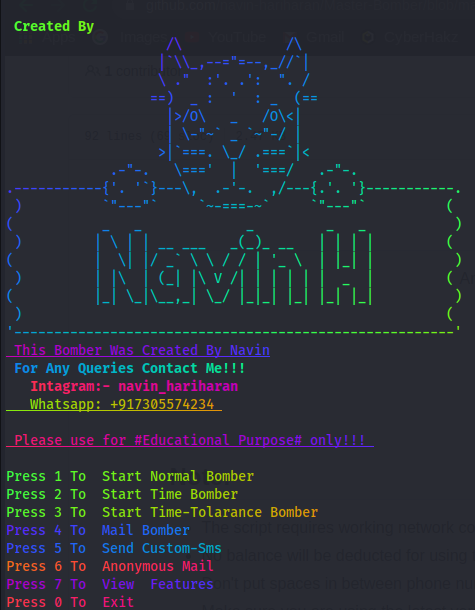 Created By
Navin H
This Bomber Was Created By Navin
For Any Queries Contact Me!!!
Intagram:- navin_hariharan
Whatsapp: +917305574234
Please use for #Educational Purpose# only!!!
Press 1 To Start Normal Bomber
Press 2 To Start Time Bomber
Press 3 To Start Time-Tolarance Bomber
Press 4 To Mail Bomber
Press 5 To Send Custom-Sms
Press 6 To Anonymous Mail
Press 7 To View Features
Press 0 To Exit